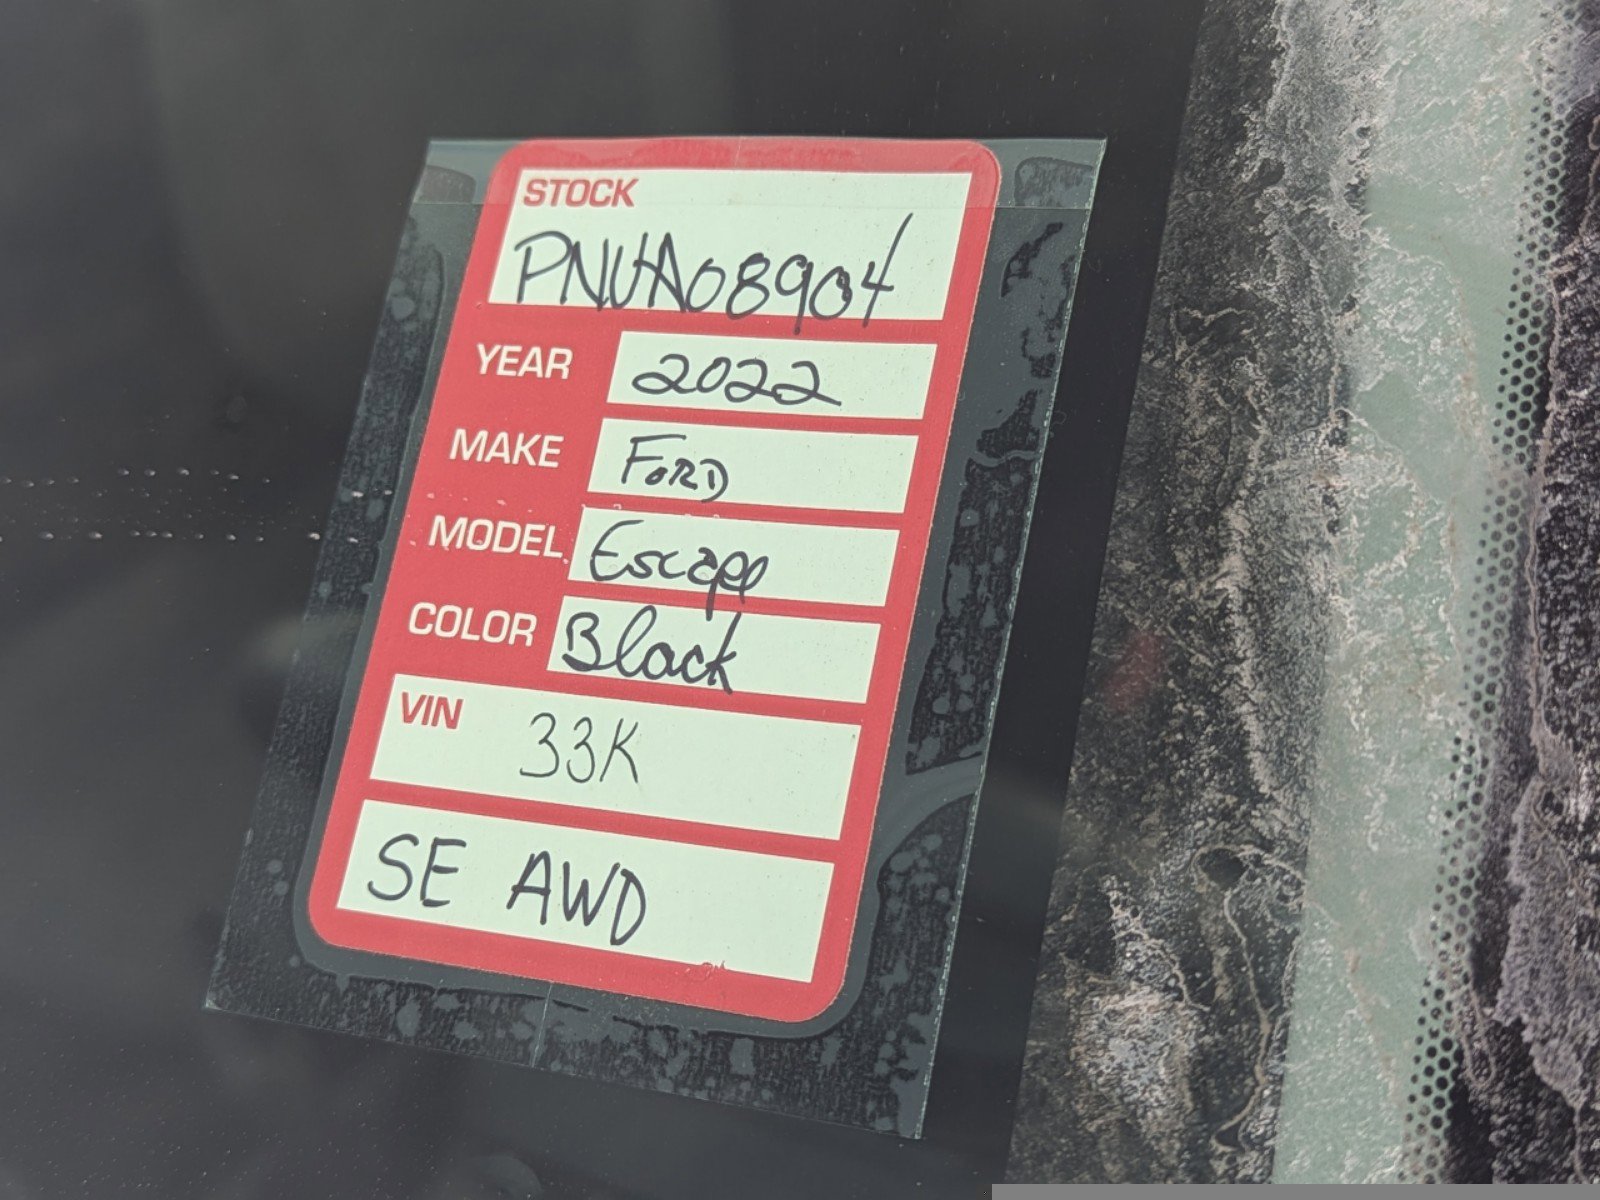 STOCK
PNUA08904
YEAR 2022
MAKE FORD
MODEL Escape
COLOR Black
VIN 33K
SE AWD